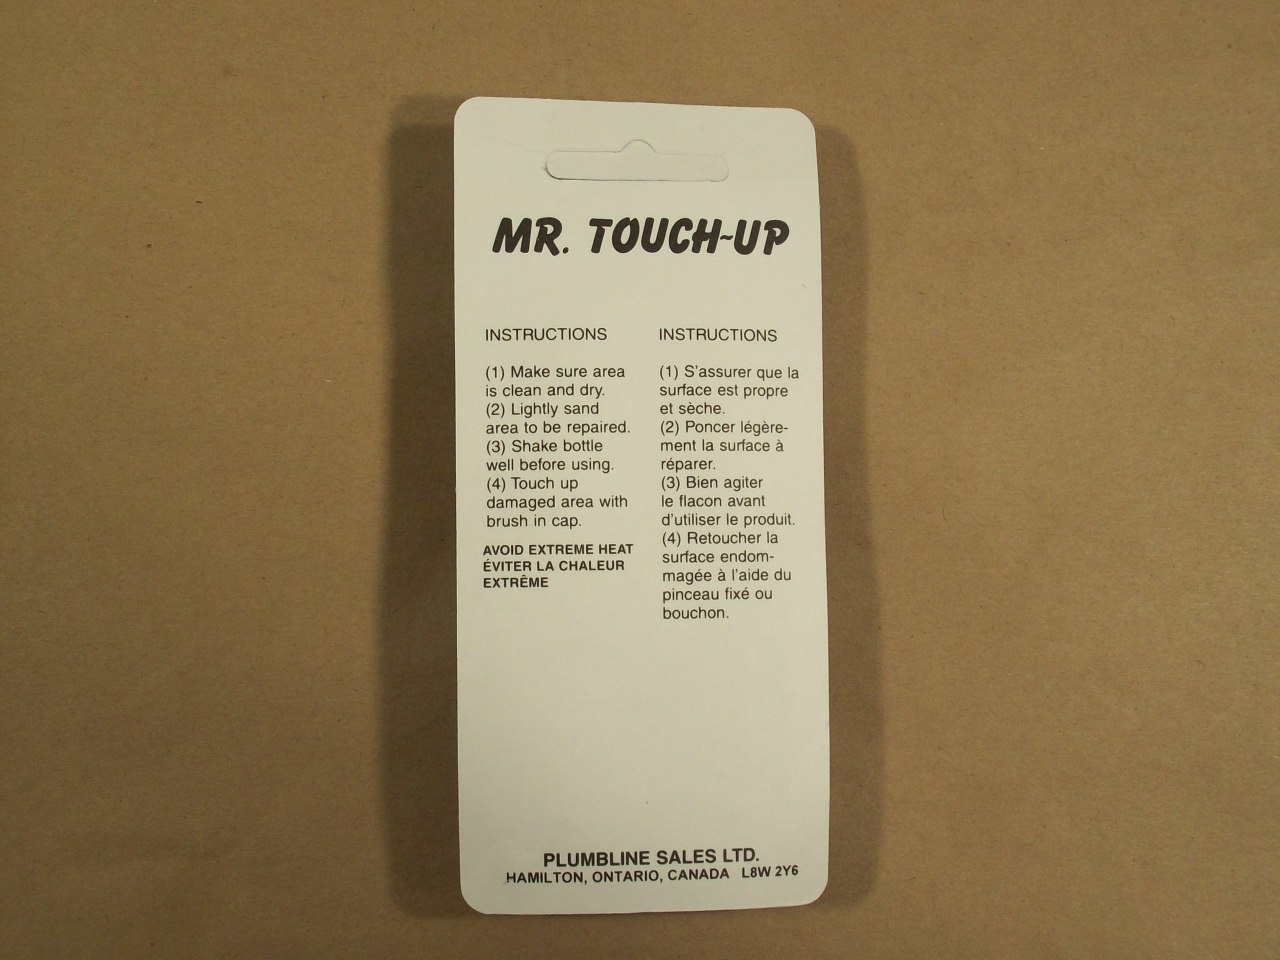 MR. TOUCH-UP
INSTRUCTIONS
(1) Make sure area
is clean and dry.
(2) Lightly sand
area to be repaired.
(3) Shake bottle
well before using.
(4) Touch up
damaged area with
brush in cap.
AVOID EXTREME HEAT
ÉVITER LA CHALEUR
EXTRÊME
INSTRUCTIONS
(1) S'assurer que la
surface est propre
et sèche.
(2) Poncer légère-
ment la surface à
réparer.
(3) Bien agiter
le flacon avant
d'utiliser le produit.
(4) Retoucher la
surface endom-
magée à l'aide du
pinceau fixé ou
bouchon.
PLUMBLINE SALES LTD.
HAMILTON, ONTARIO, CANADA L8W 2Y6